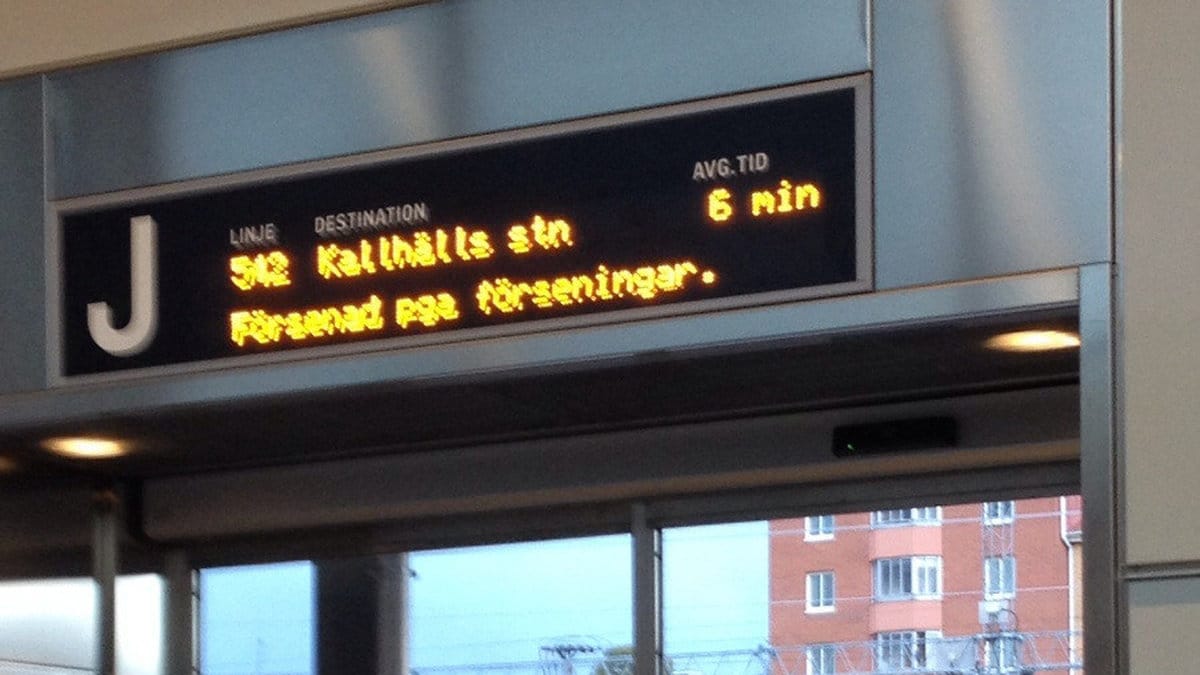 J
LINJE DESTINATION AVG.TID
542 Kallhälls stn 6 min
Försenad pga förseningar.